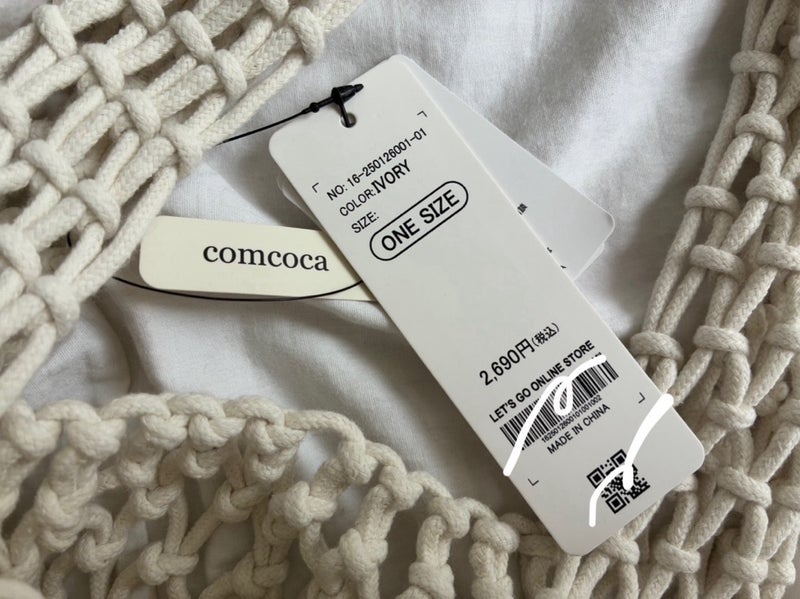 NO: 16-250126001-01
COLOR:IVORY
SIZE:
ONE SIZE
comcoca
2,690円(税込)
LET'S GO ONLINE STORE
MADE IN CHINA